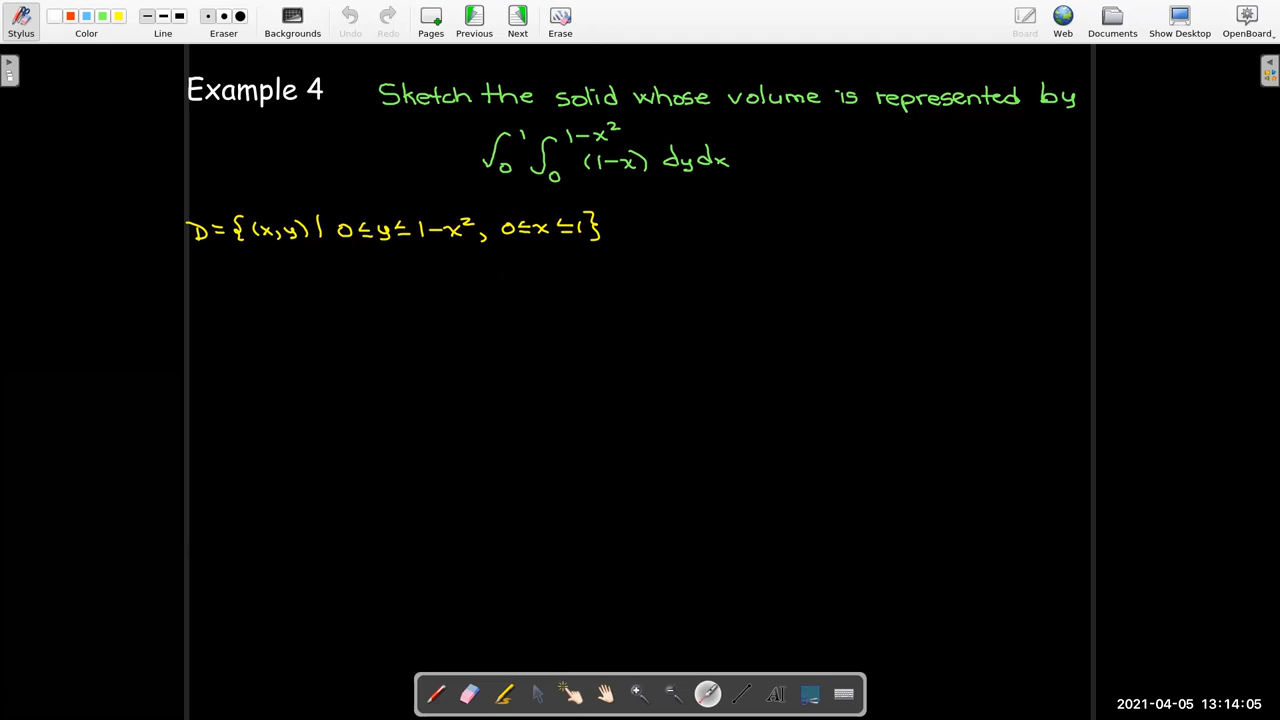 Stylus Color Line Eraser Backgrounds Undo Redo Pages Previous Next Erase Board Web Documents Show Desktop OpenBoard
Example 4 Sketch the solid whose volume is represented by
∫₀¹ ∫₀^{1-x²} (1-x) dydx
D={(x,y)| 0≤y≤1-x², 0≤x≤1}
2021-04-05 13:14:05